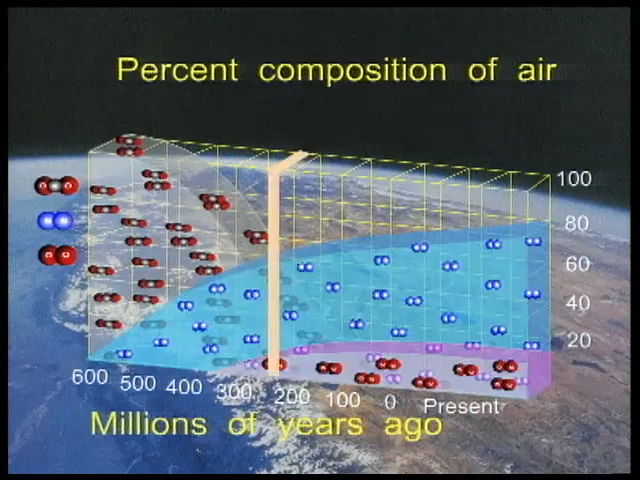 Percent composition of air
100
80
60
40
20
600 500 400 300 200 100 0 Present
Millions of years ago